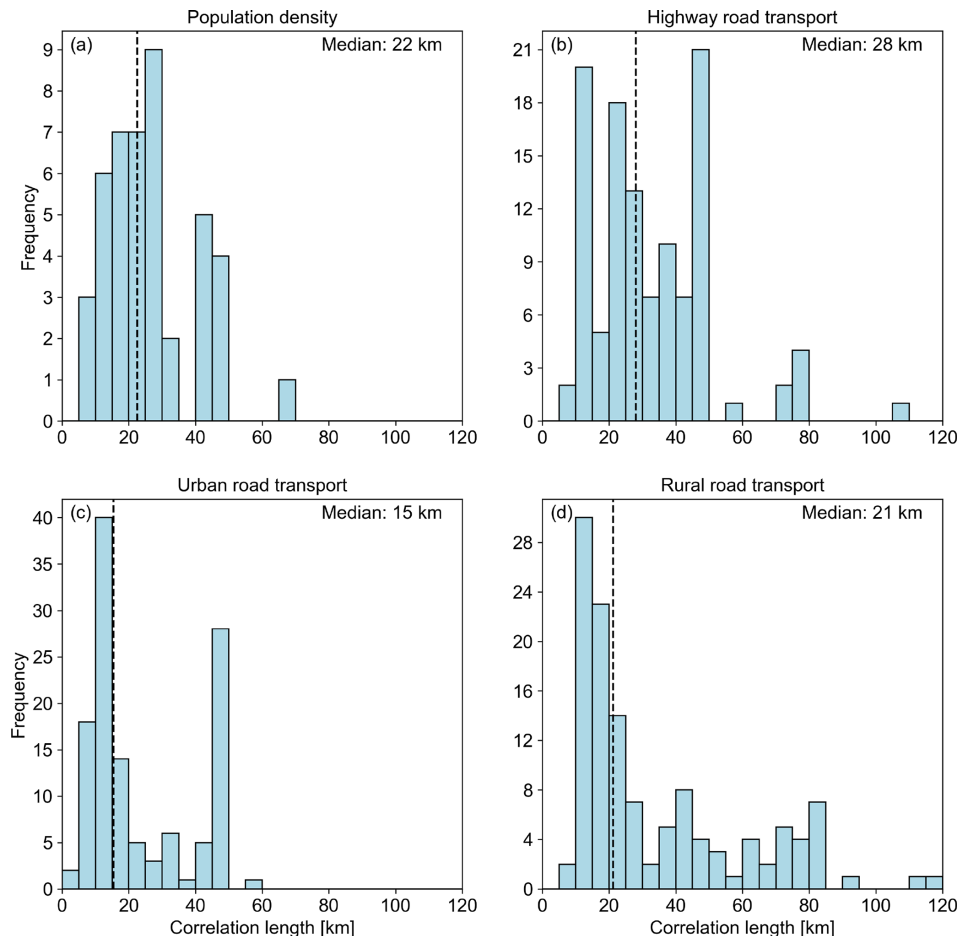 Population density
(a)
Median: 22 km
Frequency
9
8
7
6
5
4
3
2
1
0
0 20 40 60 80 100 120
Highway road transport
(b)
Median: 28 km
21
18
15
12
9
6
3
0
0 20 40 60 80 100 120
Urban road transport
(c)
Median: 15 km
Frequency
40
35
30
25
20
15
10
5
0
0 20 40 60 80 100 120
Correlation length [km]
Rural road transport
(d)
Median: 21 km
28
24
20
16
12
8
4
0
0 20 40 60 80 100 120
Correlation length [km]